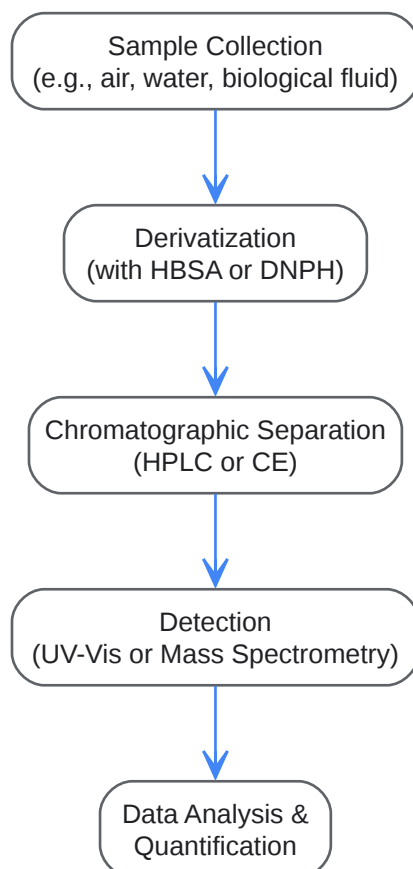 Sample Collection
(e.g., air, water, biological fluid)
Derivatization
(with HBSA or DNPH)
Chromatographic Separation
(HPLC or CE)
Detection
(UV-Vis or Mass Spectrometry)
Data Analysis &
Quantification